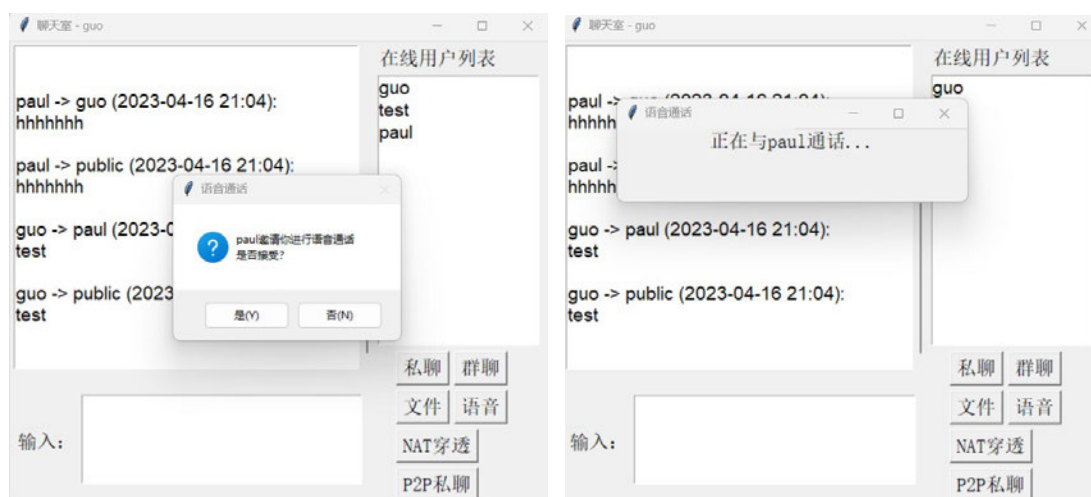 聊天室 - guo
在线用户列表
guo
test
paul
paul -> guo (2023-04-16 21:04):
hhhhhhh
paul -> public (2023-04-16 21:04):
hhhhhhh
guo -> paul (2023-0
test
guo -> public (2023
test
语音通话
paul邀请你进行语音通话
是否接受?
是(Y)
否(N)
私聊
群聊
文件
语音
输入:
NAT穿透
P2P私聊
聊天室 - guo
在线用户列表
guo
paul -> guo (2023-04-16 21:04):
hhhhh
语音通话
正在与paul通话...
paul -
hhhhh
guo -> paul (2023-04-16 21:04):
test
guo -> public (2023-04-16 21:04):
test
私聊
群聊
文件
语音
输入:
NAT穿透
P2P私聊